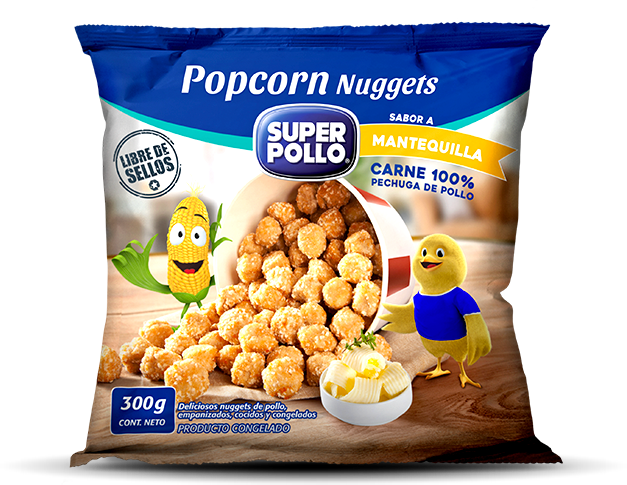 Popcorn Nuggets
SUPER
POLLO®
SABOR A
MANTEQUILLA
CARNE 100%
PECHUGA DE POLLO
LIBRE DE
SELLOS
300g
CONT. NETO
Deliciosos nuggets de pollo,
empanizados, cocidos y congelados
PRODUCTO CONGELADO